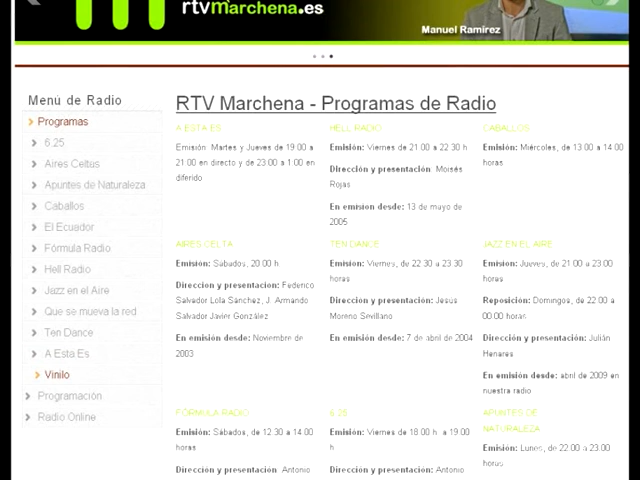 rtvmarchena.es
Manuel Ramírez
Menú de Radio
Programas
6.25
Aires Celtus
Apuntes de Naturaleza
Caballos
El Ecuador
Fórmula Radio
Hell Radio
Jazz en el Aire
Que se mueva la red
Ten Dance
A Esta Es
Vinilo
Programación
Radio Online
RTV Marchena - Programas de Radio
A ESTA ES
Emisión: Martes y Jueves de 19:00 a
21:00 en directo y de 23:00 a 1:00 en
diferido
HELL RADIO
Emisión: Viernes de 21:00 a 22:30 h
Dirección y presentación: Moisés
Rojas
En emisión desde: 13 de mayo de
2005
CABALLOS
Emisión: Miércoles, de 13:00 a 14:00
horas
AIRES CELTA
Emisión: Sábados, 20:00 h
Direccion y presentacion: Federico
Salvador Lola Sánchez, J. Armando
Salvador Javier González
En emisión desde: Noviembre de
2003
TEN DANCE
Emisión: Viernes, de 22:30 a 23:30
horas
Dirección y presentación: Jesús
Moreno Sevillano
En emisión desde: 7 de abril de 2004
JAZZ EN EL AIRE
Emisión: Jueves, de 21:00 a 23:00
horas
Reposición: Domingos, de 22:00 a
00:00 horas
Dirección y presentación: Julián
Henares
En emisión desde: abril de 2009 en
nuestra radio
FÓRMULA RADIO
Emisión: Sábados, de 12:30 a 14:00
horas
Dirección y presentación: Antonio
6.25
Emisión: Viernes de 18:00 h. a 19:00
h
Dirección y presentación: Antonio
APUNTES DE
NATURALEZA
Emisión: Lunes, de 22:00 a 23:00
horas